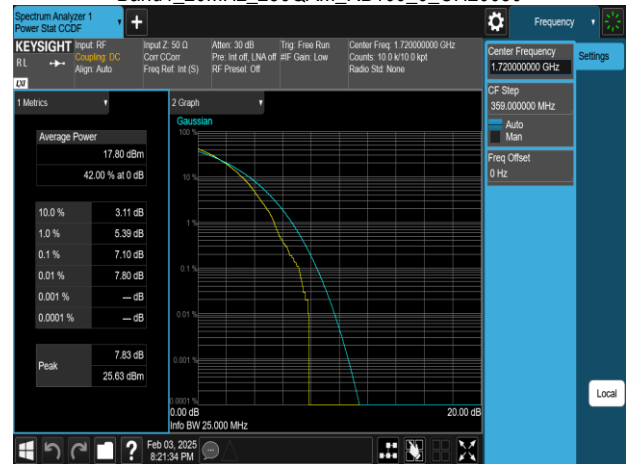 Spectrum Analyzer 1
Power Stat CCDF
Frequency
KEYSIGHT
RL
LXI
Input: RF
Coupling: DC
Align: Auto
Input Z: 50 Ω
Corr CCorr
Freq Ref: Int (S)
Atten: 30 dB
Pre: Int off, LNA off
RF Preset: Off
Trig: Free Run
#IF Gain: Low
Center Freq: 1.720000000 GHz
Counts: 10.0 k/10.0 kpt
Radio Std: None
Center Frequency
1.720000000 GHz
Settings
CF Step
359.000000 MHz
Auto
Man
Freq Offset
0 Hz
1 Metrics
Average Power
17.80 dBm
42.00 % at 0 dB
10.0 % 3.11 dB
1.0 % 5.39 dB
0.1 % 7.10 dB
0.01 % 7.80 dB
0.001 % — dB
0.0001 % — dB
Peak
7.83 dB
25.63 dBm
2 Graph
Gaussian
100 %
10 %
1 %
0.1 %
0.01 %
0.001 %
0.0001 %
0.00 dB
20.00 dB
Info BW 25.000 MHz
Local
Feb 03, 2025
8:21:34 PM